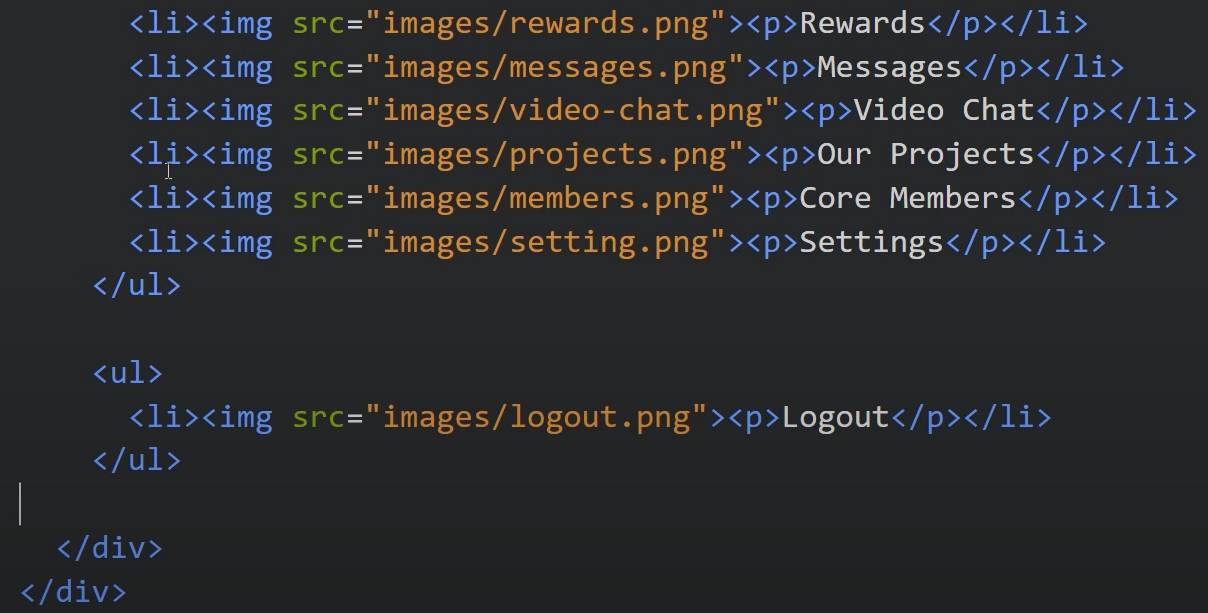 <li><img src="images/rewards.png"><p>Rewards</p></li>
<li><img src="images/messages.png"><p>Messages</p></li>
<li><img src="images/video-chat.png"><p>Video Chat</p></li>
<li><img src="images/projects.png"><p>Our Projects</p></li>
<li><img src="images/members.png"><p>Core Members</p></li>
<li><img src="images/setting.png"><p>Settings</p></li>
</ul>
<ul>
<li><img src="images/logout.png"><p>Logout</p></li>
</ul>
</div>
</div>